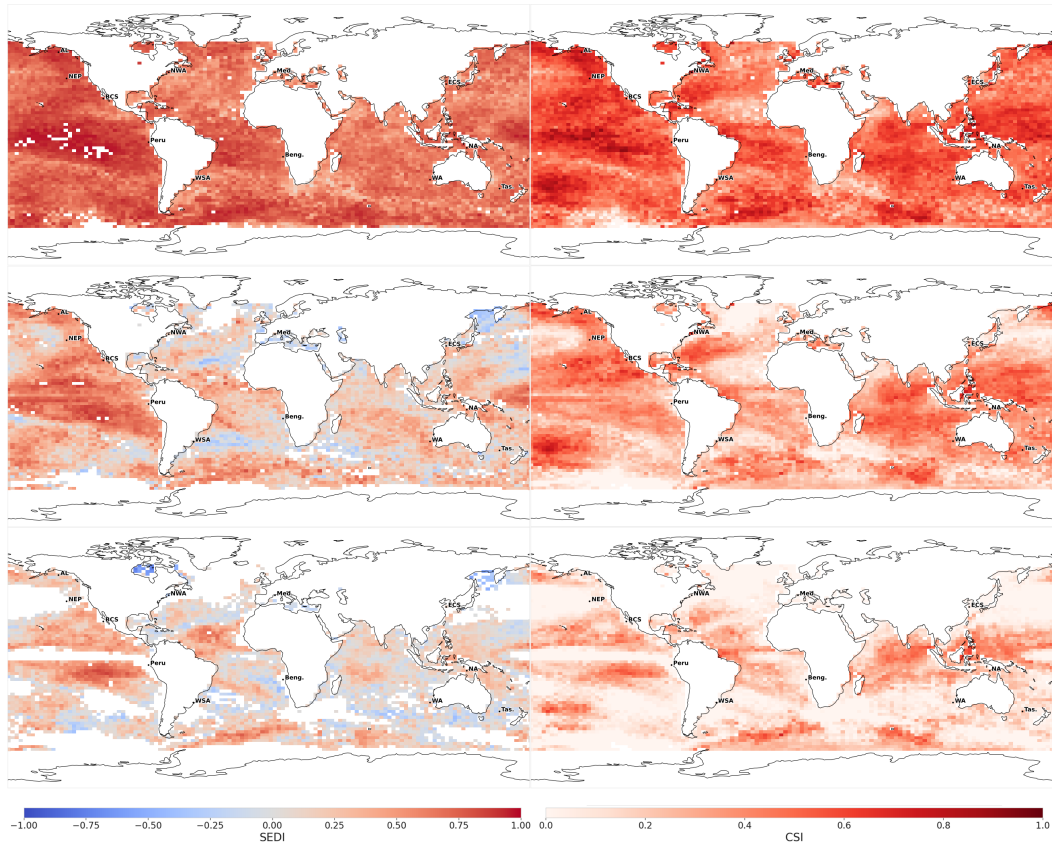 AL
NWA
Med.
NEP
ECS
BCS
Peru
Beng.
NA
WSA
WA
Tas.
AL
NWA
Med.
NEP
ECS
BCS
Peru
Beng.
NA
WSA
WA
Tas.
AL
NWA
Med.
NEP
ECS
BCS
Peru
Beng.
NA
WSA
WA
Tas.
AL
NWA
Med.
NEP
ECS
BCS
Peru
Beng.
NA
WSA
WA
Tas.
AL
NWA
Med.
NEP
ECS
BCS
Peru
Beng.
NA
WSA
WA
Tas.
AL
NWA
Med.
NEP
ECS
BCS
Peru
Beng.
NA
WSA
WA
Tas.
−1.00 −0.75 −0.50 −0.25 0.00 0.25 0.50 0.75 1.00
SEDI
0.0 0.2 0.4 0.6 0.8 1.0
CSI